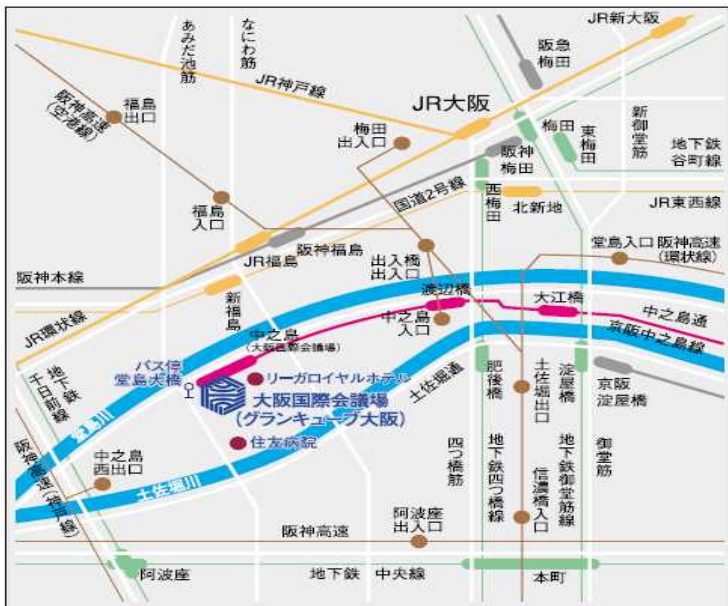 JR新大阪
阪急
梅田
なにわ筋
あみだ池筋
JR神戸線
JR大阪
新御堂筋
阪神高速
(空港線)
福島
出口
梅田
出入口
梅田
東梅田
地下鉄
谷町線
阪神
梅田
西梅田
国道2号線
北新地
JR東西線
福島
入口
阪神福島
JR福島
出入橋
出入口
堂島入口
阪神高速
(環状線)
阪神本線
新福島
渡辺橋
大江橋
中之島通
京阪中之島線
中之島
入口
JR環状線
中之島
(大阪国際会議場)
バス停
堂島大橋
リーガロイヤルホテル
大阪国際会議場
(グランキューブ大阪)
住友病院
土佐堀通
地下鉄
千日前線
肥後橋
土佐堀出口
淀屋橋
京阪
淀屋橋
堂島川
中之島
西出口
土佐堀川
阪神高速(神戸線)
四つ橋筋
地下鉄四つ橋線
信濃橋入口
地下鉄御堂筋線
御堂筋
阿波座
出入口
阪神高速
阿波座
地下鉄 中央線
本町